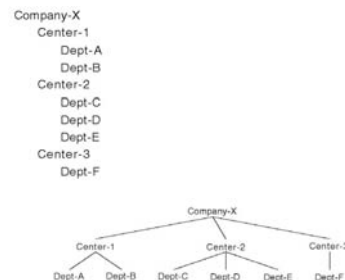 Company-X
Center-1
Dept-A
Dept-B
Center-2
Dept-C
Dept-D
Dept-E
Center-3
Dept-F
Company-X
Center-1 Center-2 Center-3
Dept-A Dept-B Dept-C Dept-D Dept-E Dept-F